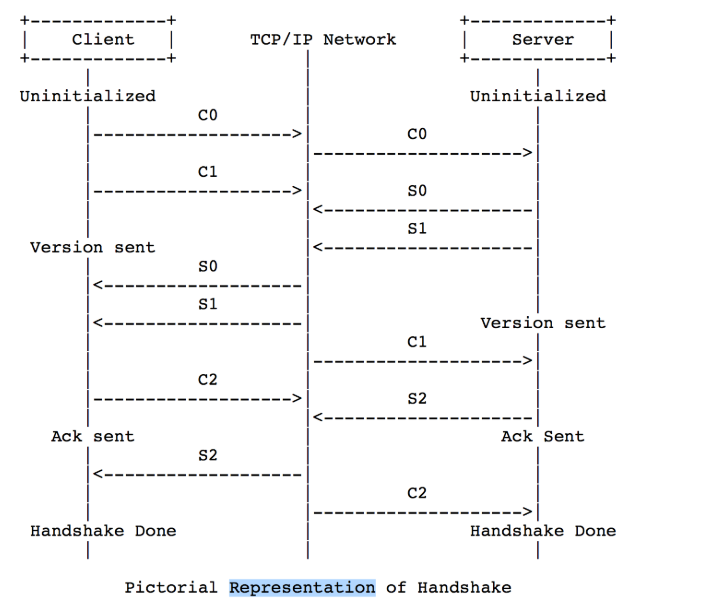 Client TCP/IP Network Server
Uninitialized Uninitialized
C0
C0
C1
S0
S1
Version sent
S0
S1
Version sent
C1
C2
S2
Ack sent Ack Sent
S2
C2
Handshake Done Handshake Done
Pictorial Representation of Handshake